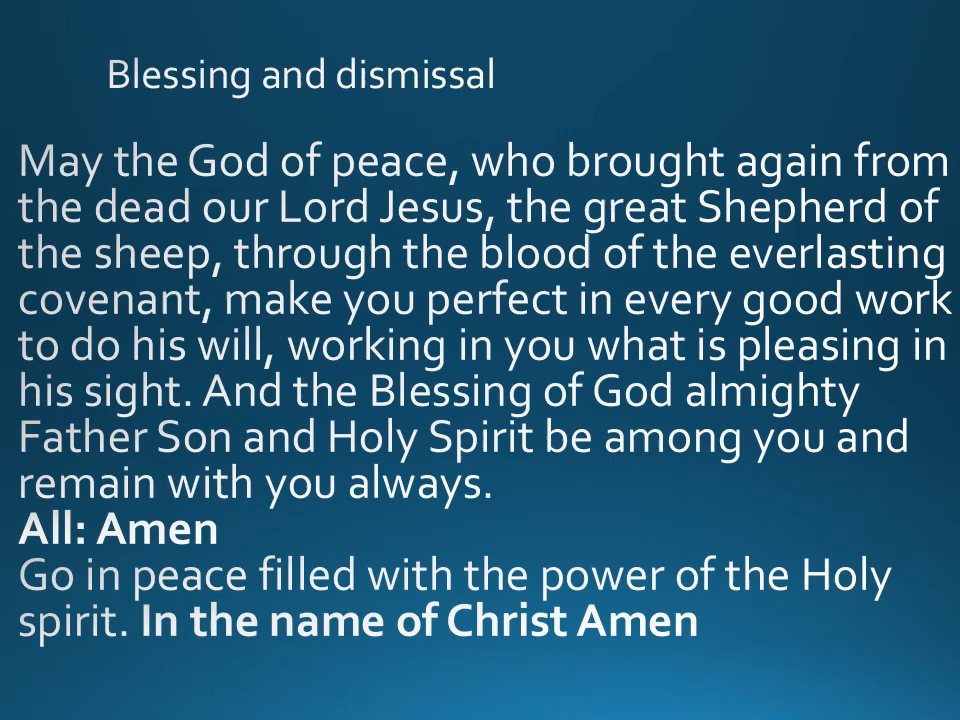 Blessing and dismissal
May the God of peace, who brought again from
the dead our Lord Jesus, the great Shepherd of
the sheep, through the blood of the everlasting
covenant, make you perfect in every good work
to do his will, working in you what is pleasing in
his sight. And the Blessing of God almighty
Father Son and Holy Spirit be among you and
remain with you always.
All: Amen
Go in peace filled with the power of the Holy
spirit. In the name of Christ Amen